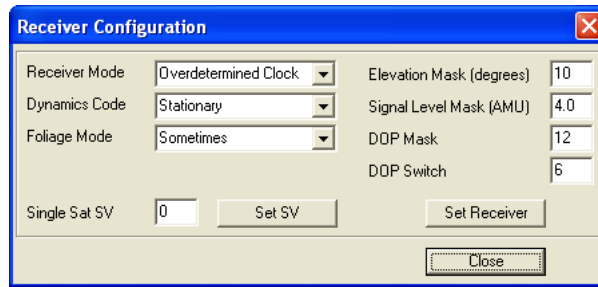 Receiver Configuration
Receiver Mode Overdetermined Clock Elevation Mask (degrees) 10
Dynamics Code Stationary Signal Level Mask (AMU) 4.0
Foliage Mode Sometimes DOP Mask 12
DOP Switch 6
Single Sat SV 0 Set SV Set Receiver
Close